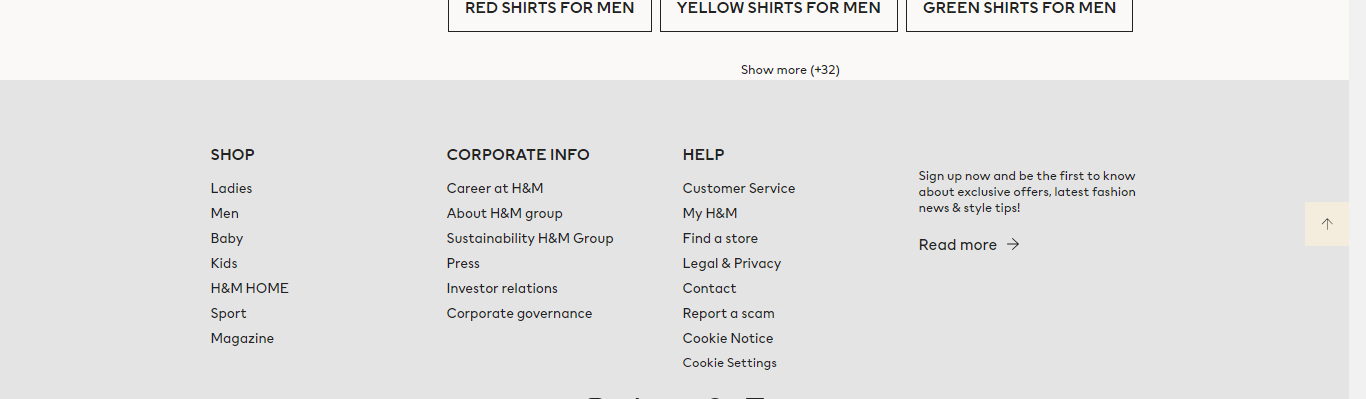 RED SHIRTS FOR MEN
YELLOW SHIRTS FOR MEN
GREEN SHIRTS FOR MEN
Show more (+32)
SHOP
Ladies
Men
Baby
Kids
H&M HOME
Sport
Magazine
CORPORATE INFO
Career at H&M
About H&M group
Sustainability H&M Group
Press
Investor relations
Corporate governance
HELP
Customer Service
My H&M
Find a store
Legal & Privacy
Contact
Report a scam
Cookie Notice
Cookie Settings
Sign up now and be the first to know
about exclusive offers, latest fashion
news & style tips!
Read more